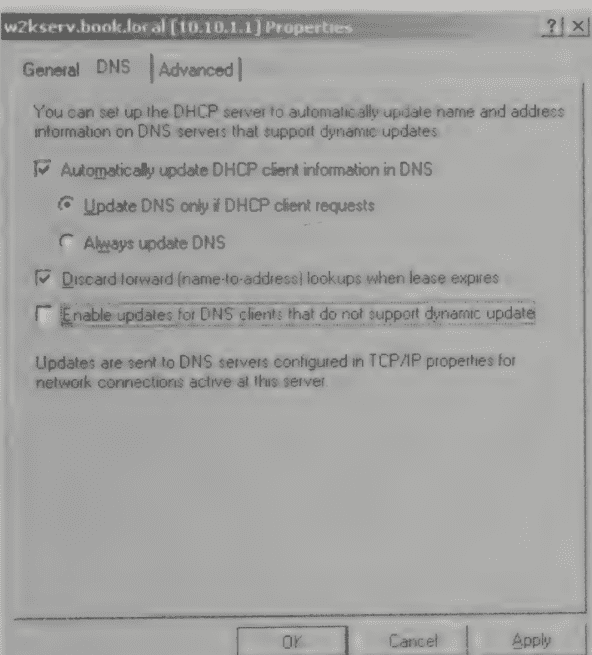 w2kserv.book.local [10.10.1.1] Properties ? ×
General DNS Advanced
You can set up the DHCP server to automatically update name and address
information on DNS servers that support dynamic updates.
Automatically update DHCP client information in DNS
Update DNS only if DHCP client requests
Always update DNS
Discard forward (name-to-address) lookups when lease expires
Enable updates for DNS clients that do not support dynamic update
Updates are sent to DNS servers configured in TCP/IP properties for
network connections active at this server.
OK Cancel Apply